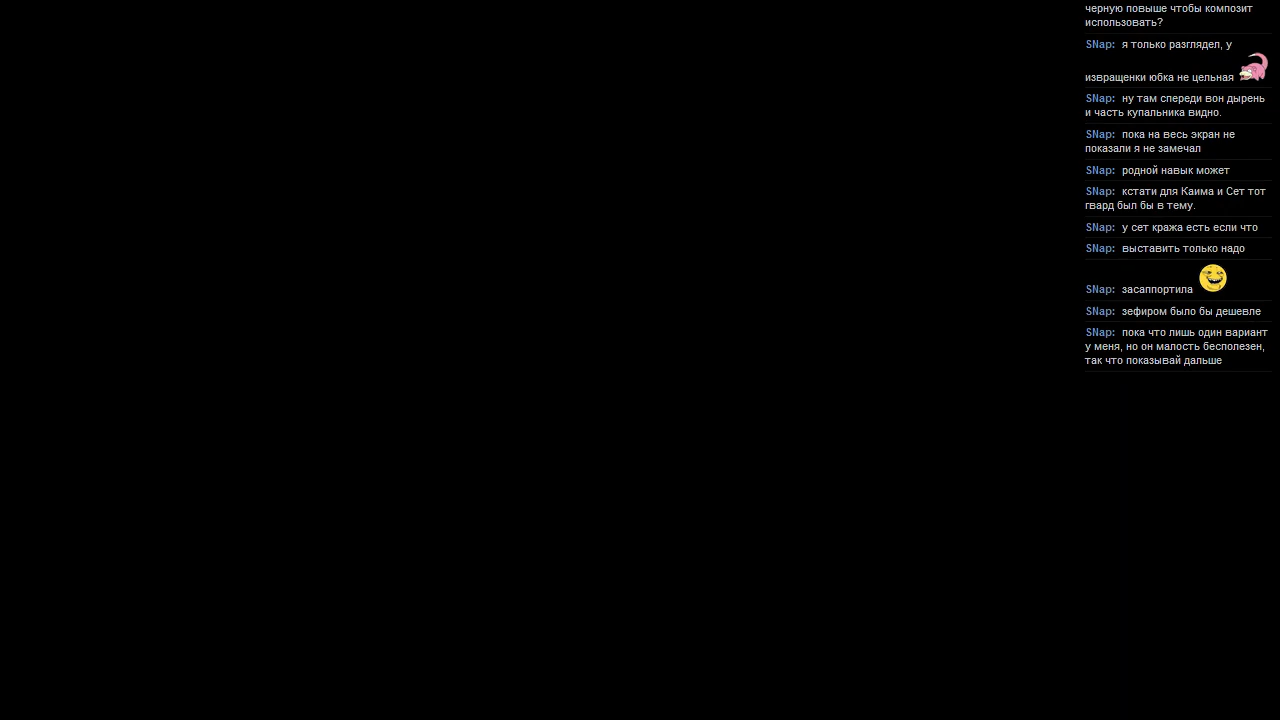 черную повыше чтобы композит
использовать?
SNap: я только разглядел, у
извращенки юбка не цельная
SNap: ну там спереди вон дырень
и часть купальника видно.
SNap: пока на весь экран не
показали я не замечал
SNap: родной навык может
SNap: кстати для Каима и Сет тот
гвард был бы в тему.
SNap: у сет кража есть если что
SNap: выставить только надо
SNap: засаппортила
SNap: зефиром было бы дешевле
SNap: пока что лишь один вариант
у меня, но он малость бесполезен,
так что показывай дальше